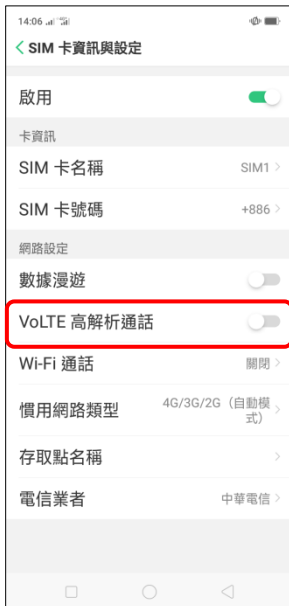 14:06
SIM 卡資訊與設定
啟用
卡資訊
SIM 卡名稱 SIM1
SIM 卡號碼 +886
網路設定
數據漫遊
VoLTE 高解析通話
Wi-Fi 通話 關閉
慣用網路類型 4G/3G/2G（自動模
式）
存取點名稱
電信業者 中華電信